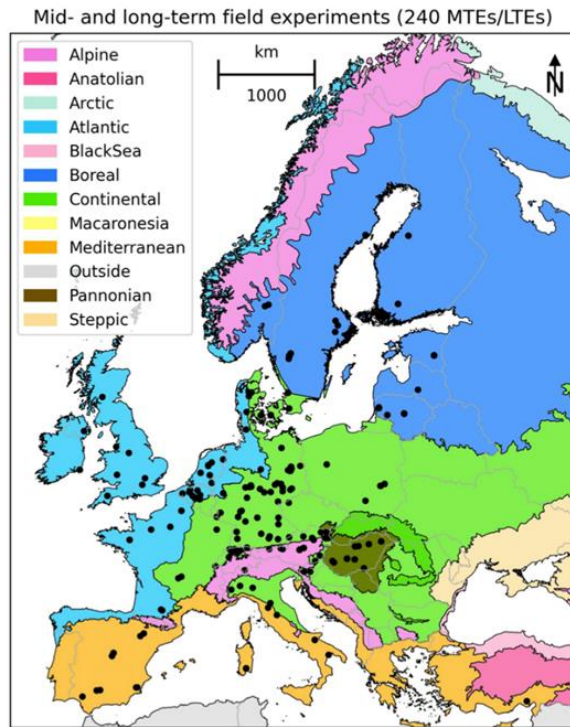 Mid- and long-term field experiments (240 MTEs/LTEs)
Alpine
Anatolian
Arctic
Atlantic
BlackSea
Boreal
Continental
Macaronesia
Mediterranean
Outside
Pannonian
Steppic
km
1000
N